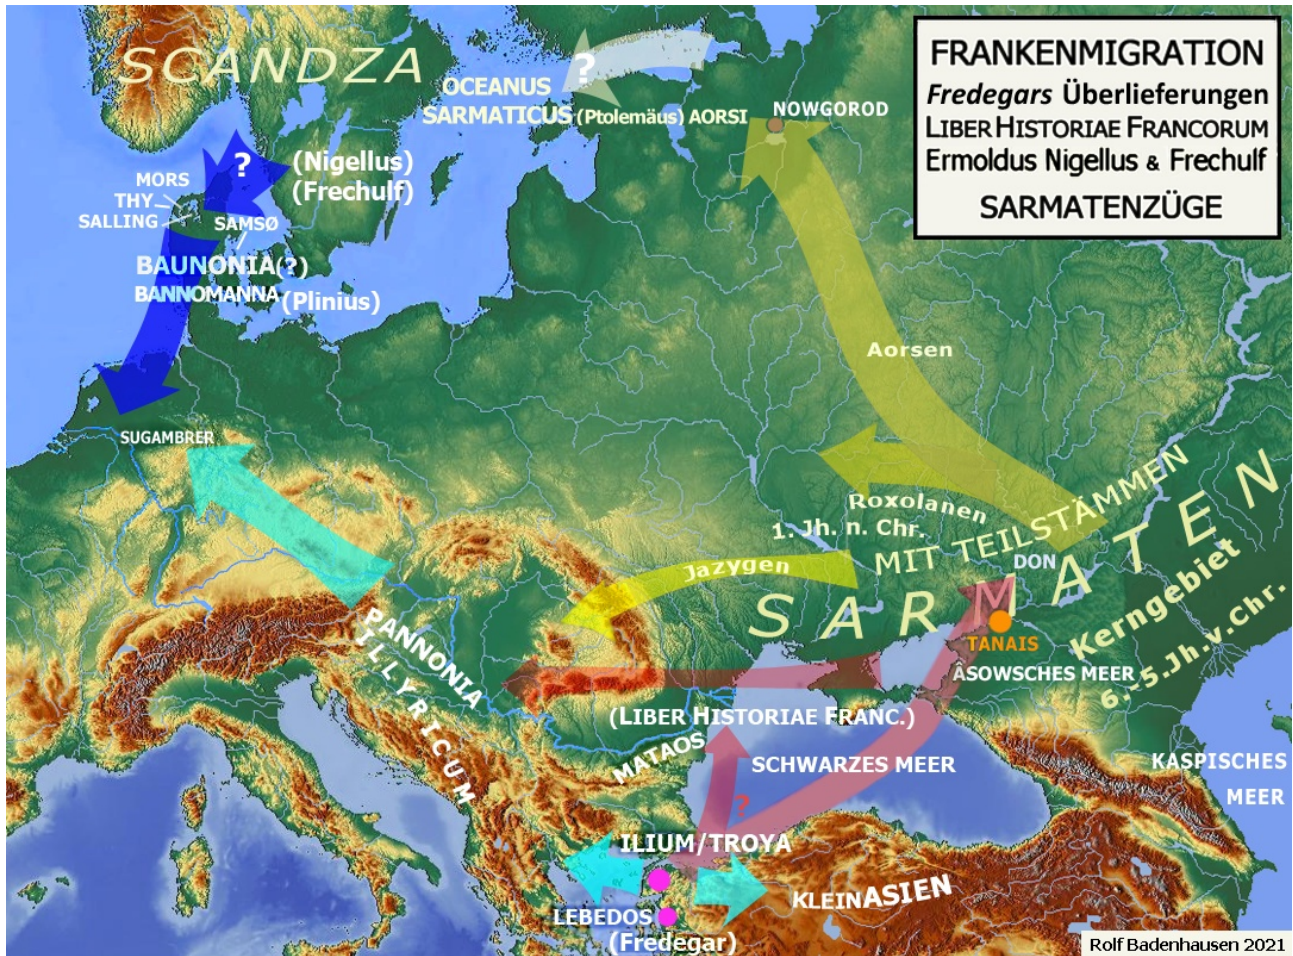 FRANKENMIGRATION
Fredegars Überlieferungen
LIBER HISTORIAE FRANCORUM
Ermoldus Nigellus & Frechulf
SARMATENZÜGE
SCANDZA
?
OCEANUS
SARMATICUS (Ptolemäus) AORSI
NOWGOROD
?
(Nigellus)
(Frechulf)
MORS
THY
SALLING
SAMSØ
BAUNONIA(?)
BANNOMANNA (Plinius)
Aorsen
SUGAMBRER
Roxolanen
1. Jh. n. Chr.
MIT TEILSTÄMMEN
Jazygen
DON
SARMATEN
Kerngebiet
6.-5.Jh.v.Chr.
TANAIS
ÂSOWSCHES MEER
PANNONIA
ILLYRICUM
(LIBER HISTORIAE FRANC.)
MATAOS
SCHWARZES MEER
KASPISCHES
MEER
?
ILIUM/TROYA
KLEINASIEN
LEBEDOS
(Fredegar)
Rolf Badenhausen 2021